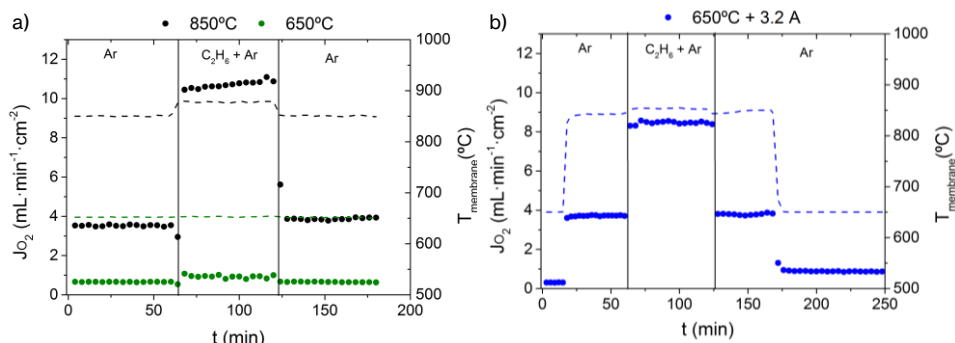 a)
850ºC
650ºC
Ar
C2H6 + Ar
Ar
JO2 (mL·min-1·cm-2)
12
10
8
6
4
2
0
1000
900
800
700
600
500
Tmembrane(ºC)
0
50
100
150
200
t (min)
b)
650ºC + 3.2 A
Ar
C2H6 + Ar
Ar
JO2 (mL·min-1·cm-2)
12
10
8
6
4
2
0
1000
900
800
700
600
500
Tmembrane(ºC)
0
50
100
150
200
250
t (min)